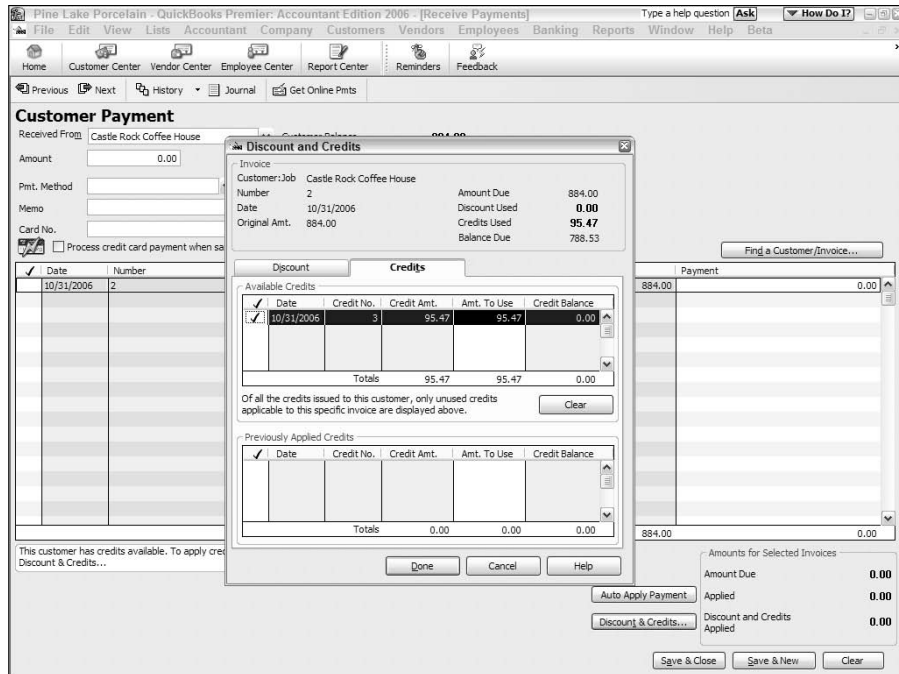 Pine Lake Porcelain - QuickBooks Premier: Accountant Edition 2006 - [Receive Payments] Type a help question Ask How Do I?
File Edit View Lists Accountant Company Customers Vendors Employees Banking Reports Window Help Beta
Home Customer Center Vendor Center Employee Center Report Center Reminders Feedback
Previous Next History Journal Get Online Pmts
Customer Payment
Received From Castle Rock Coffee House Customer Balance 884.00
Amount 0.00
Pmt. Method
Memo
Card No.
Process credit card payment when sa
Find a Customer/Invoice...
Date Number Payment
10/31/2006 2 884.00 0.00
884.00 0.00
Discount and Credits
Invoice
Customer:Job Castle Rock Coffee House
Number 2 Amount Due 884.00
Date 10/31/2006 Discount Used 0.00
Original Amt. 884.00 Credits Used 95.47
Balance Due 788.53
Discount Credits
Available Credits
✓ Date Credit No. Credit Amt. Amt. To Use Credit Balance
✓ 10/31/2006 3 95.47 95.47 0.00
Totals 95.47 95.47 0.00
Of all the credits issued to this customer, only unused credits
applicable to this specific invoice are displayed above.
Clear
Previously Applied Credits
✓ Date Credit No. Credit Amt. Amt. To Use Credit Balance
Totals 0.00 0.00 0.00
Done Cancel Help
This customer has credits available. To apply cred
Discount & Credits...
Auto Apply Payment
Discount & Credits...
Amounts for Selected Invoices
Amount Due 0.00
Applied 0.00
Discount and Credits
Applied 0.00
Save & Close Save & New Clear